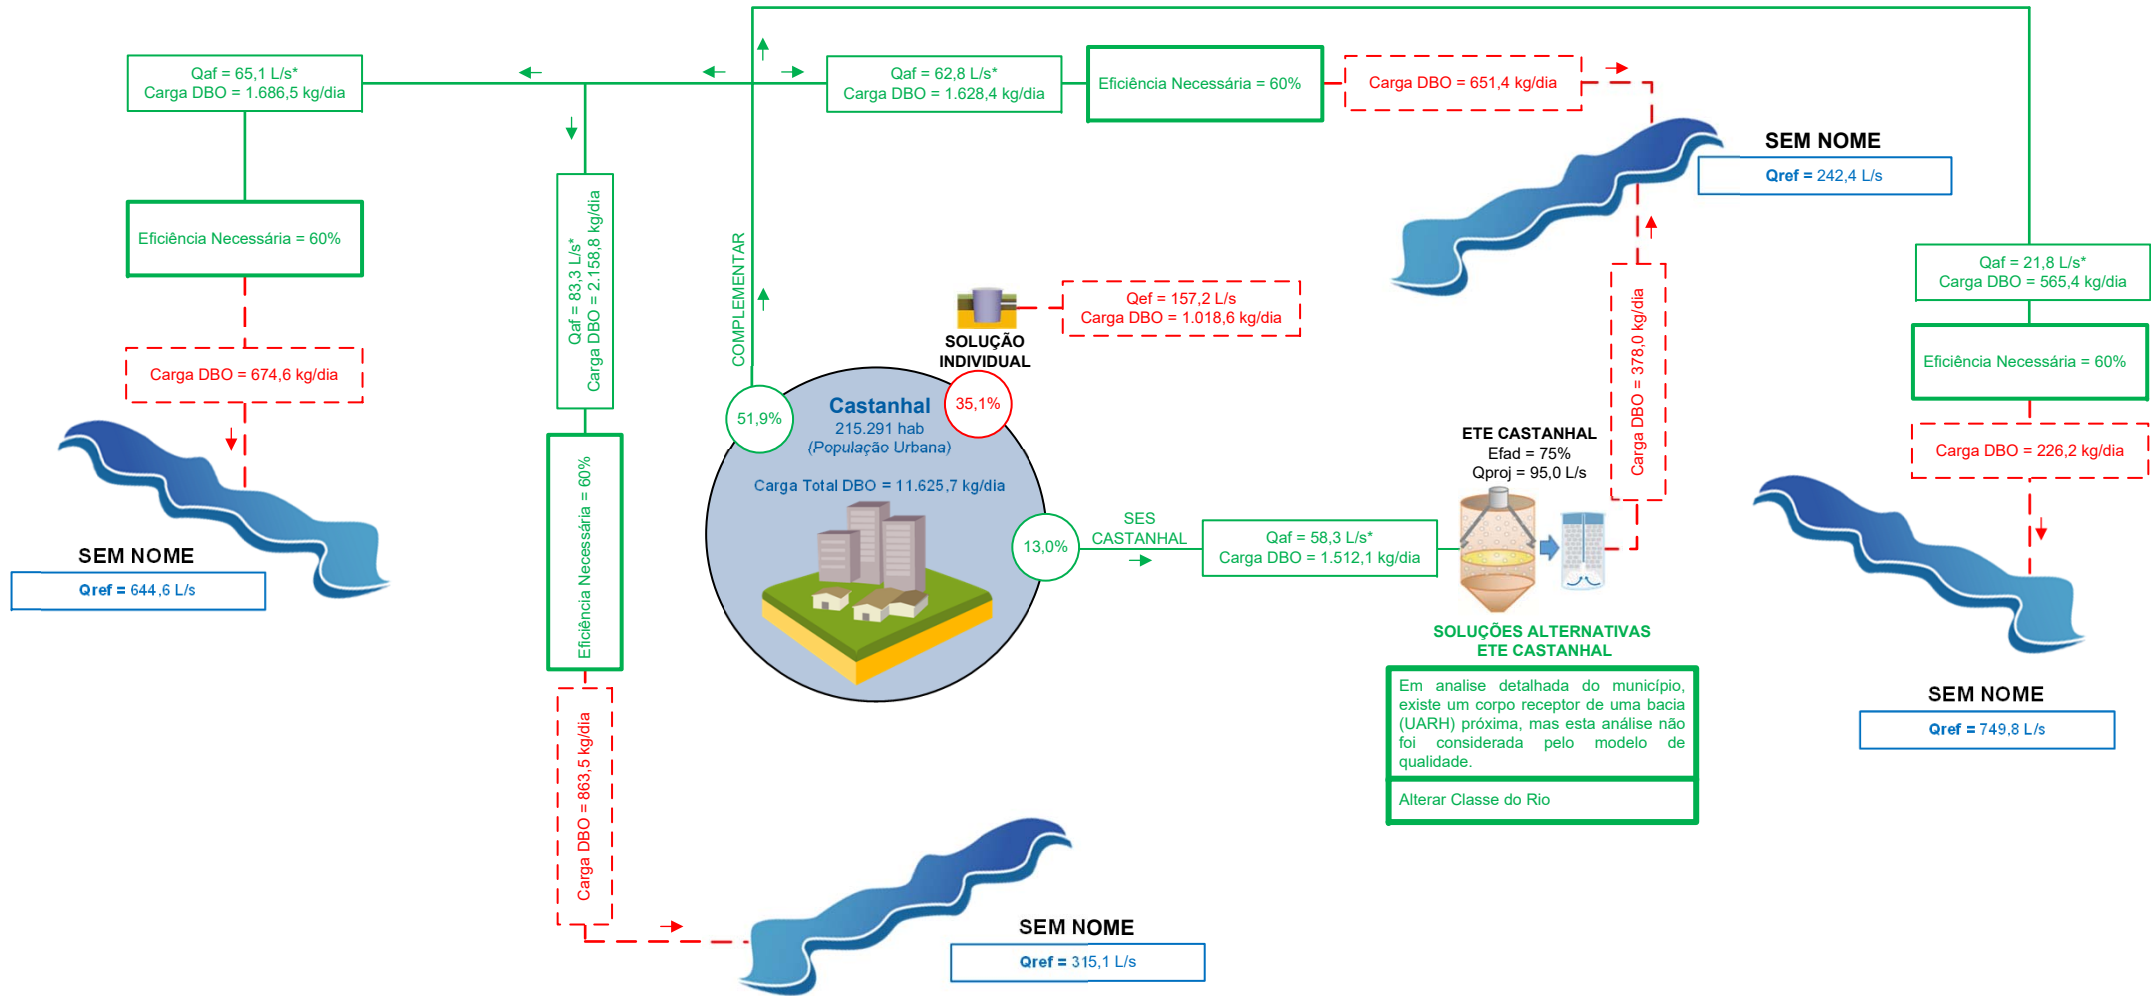 Qaf = 65,1 L/s*
Carga DBO = 1.686,5 kg/dia
Eficiência Necessária = 60%
Carga DBO = 674,6 kg/dia
SEM NOME
Qref = 644,6 L/s
Qaf = 83,3 L/s*
Carga DBO = 2.158,8 kg/dia
Eficiência Necessária = 60%
Carga DBO = 863,5 kg/dia
SEM NOME
Qref = 315,1 L/s
Qaf = 62,8 L/s*
Carga DBO = 1.628,4 kg/dia
Eficiência Necessária = 60%
Carga DBO = 651,4 kg/dia
SEM NOME
Qref = 242,4 L/s
COMPLEMENTAR
Qef = 157,2 L/s
Carga DBO = 1.018,6 kg/dia
SOLUÇÃO
INDIVIDUAL
51,9%
35,1%
Castanhal
215.291 hab
(População Urbana)
Carga Total DBO = 11.625,7 kg/dia
13,0%
SES
CASTANHAL
Qaf = 58,3 L/s*
Carga DBO = 1.512,1 kg/dia
ETE CASTANHAL
Efad = 75%
Qproj = 95,0 L/s
Carga DBO = 378,0 kg/dia
SOLUÇÕES ALTERNATIVAS
ETE CASTANHAL
Em analise detalhada do município,
existe um corpo receptor de uma bacia
(UARH) próxima, mas esta análise não
foi considerada pelo modelo de
qualidade.
Alterar Classe do Rio
Qaf = 21,8 L/s*
Carga DBO = 565,4 kg/dia
Eficiência Necessária = 60%
Carga DBO = 226,2 kg/dia
SEM NOME
Qref = 749,8 L/s